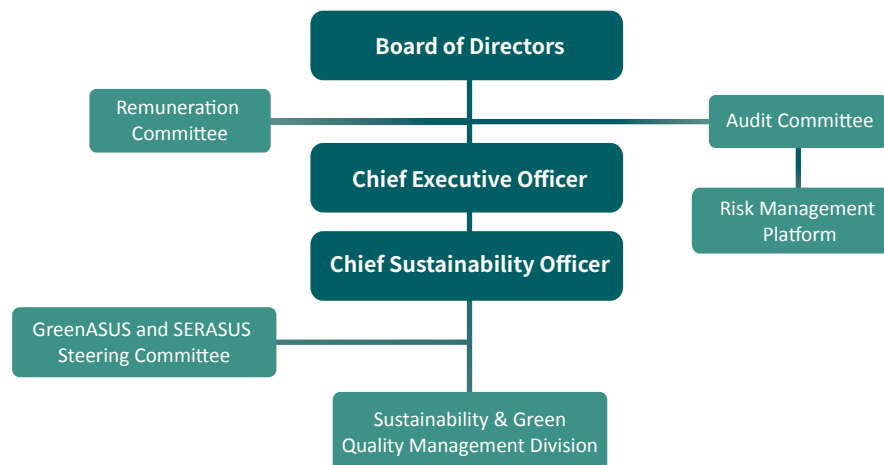 Board of Directors
Remuneration
Committee
Audit Committee
Chief Executive Officer
Risk Management
Platform
Chief Sustainability Officer
GreenASUS and SERASUS
Steering Committee
Sustainability & Green
Quality Management Division